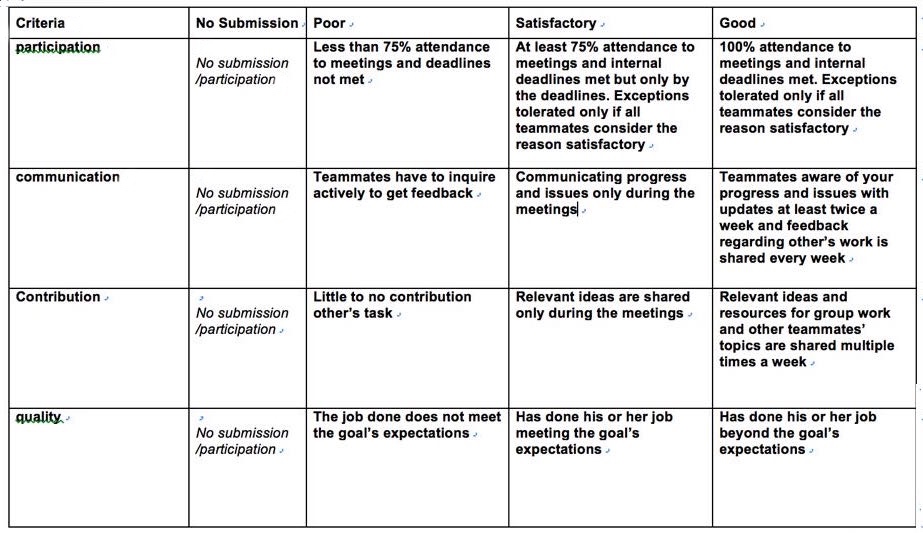 Criteria
No Submission
Poor
Satisfactory
Good
participation
No submission
/participation
Less than 75% attendance
to meetings and deadlines
not met
At least 75% attendance to
meetings and internal
deadlines met but only by
the deadlines. Exceptions
tolerated only if all
teammates consider the
reason satisfactory
100% attendance to
meetings and internal
deadlines met. Exceptions
tolerated only if all
teammates consider the
reason satisfactory
communication
No submission
/participation
Teammates have to inquire
actively to get feedback
Communicating progress
and issues only during the
meetings
Teammates aware of your
progress and issues with
updates at least twice a
week and feedback
regarding other's work is
shared every week
Contribution
No submission
/participation
Little to no contribution
other's task
Relevant ideas are shared
only during the meetings
Relevant ideas and
resources for group work
and other teammates'
topics are shared multiple
times a week
quality
No submission
/participation
The job done does not meet
the goal's expectations
Has done his or her job
meeting the goal's
expectations
Has done his or her job
beyond the goal's
expectations